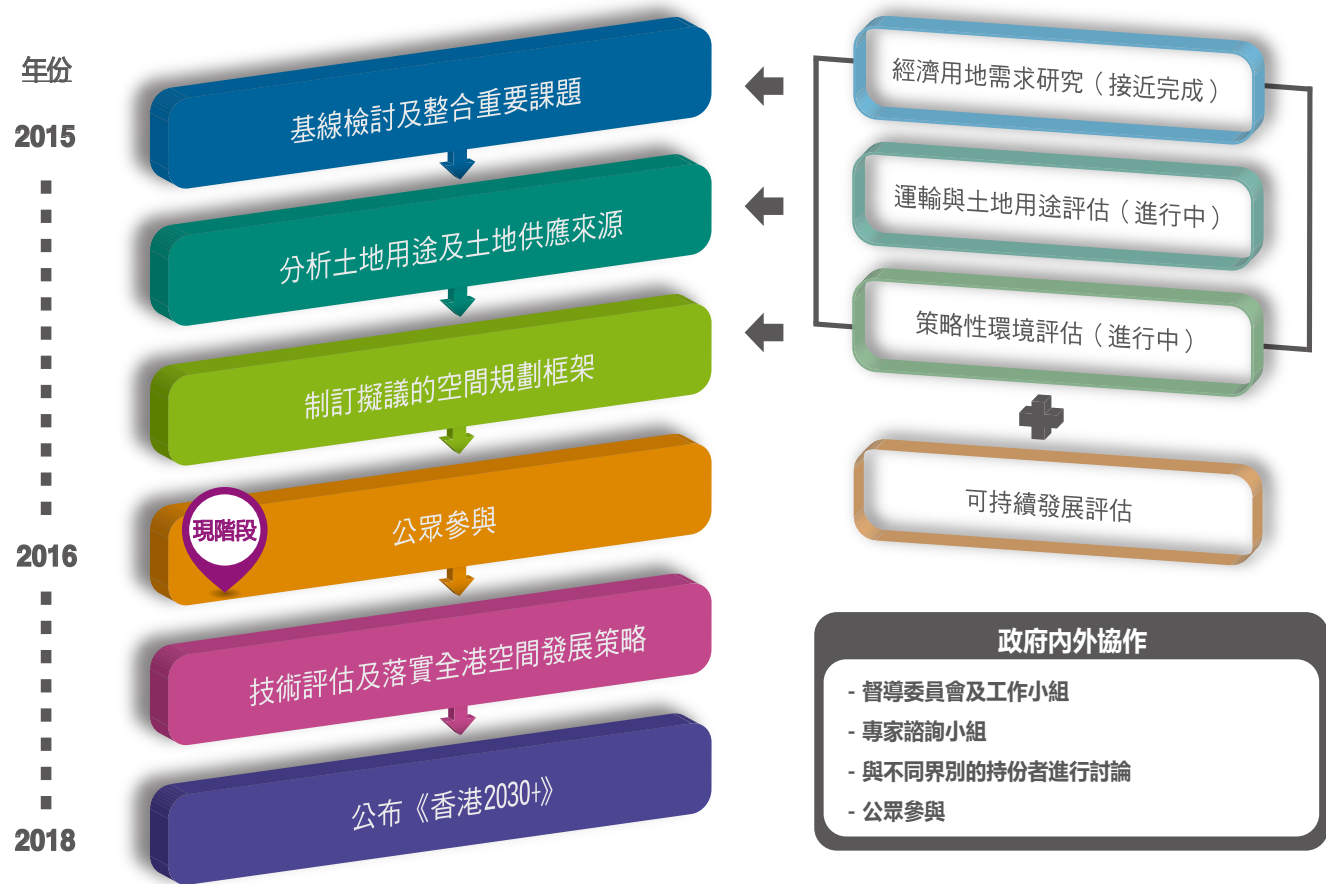 年份
2015
2016
2018
基線檢討及整合重要課題
分析土地用途及土地供應來源
制訂擬議的空間規劃框架
現階段
公眾參與
技術評估及落實全港空間發展策略
公布《香港2030+》
經濟用地需求研究（接近完成）
運輸與土地用途評估（進行中）
策略性環境評估（進行中）
可持續發展評估
政府內外協作
- 督導委員會及工作小組
- 專家諮詢小組
- 與不同界別的持份者進行討論
- 公眾參與